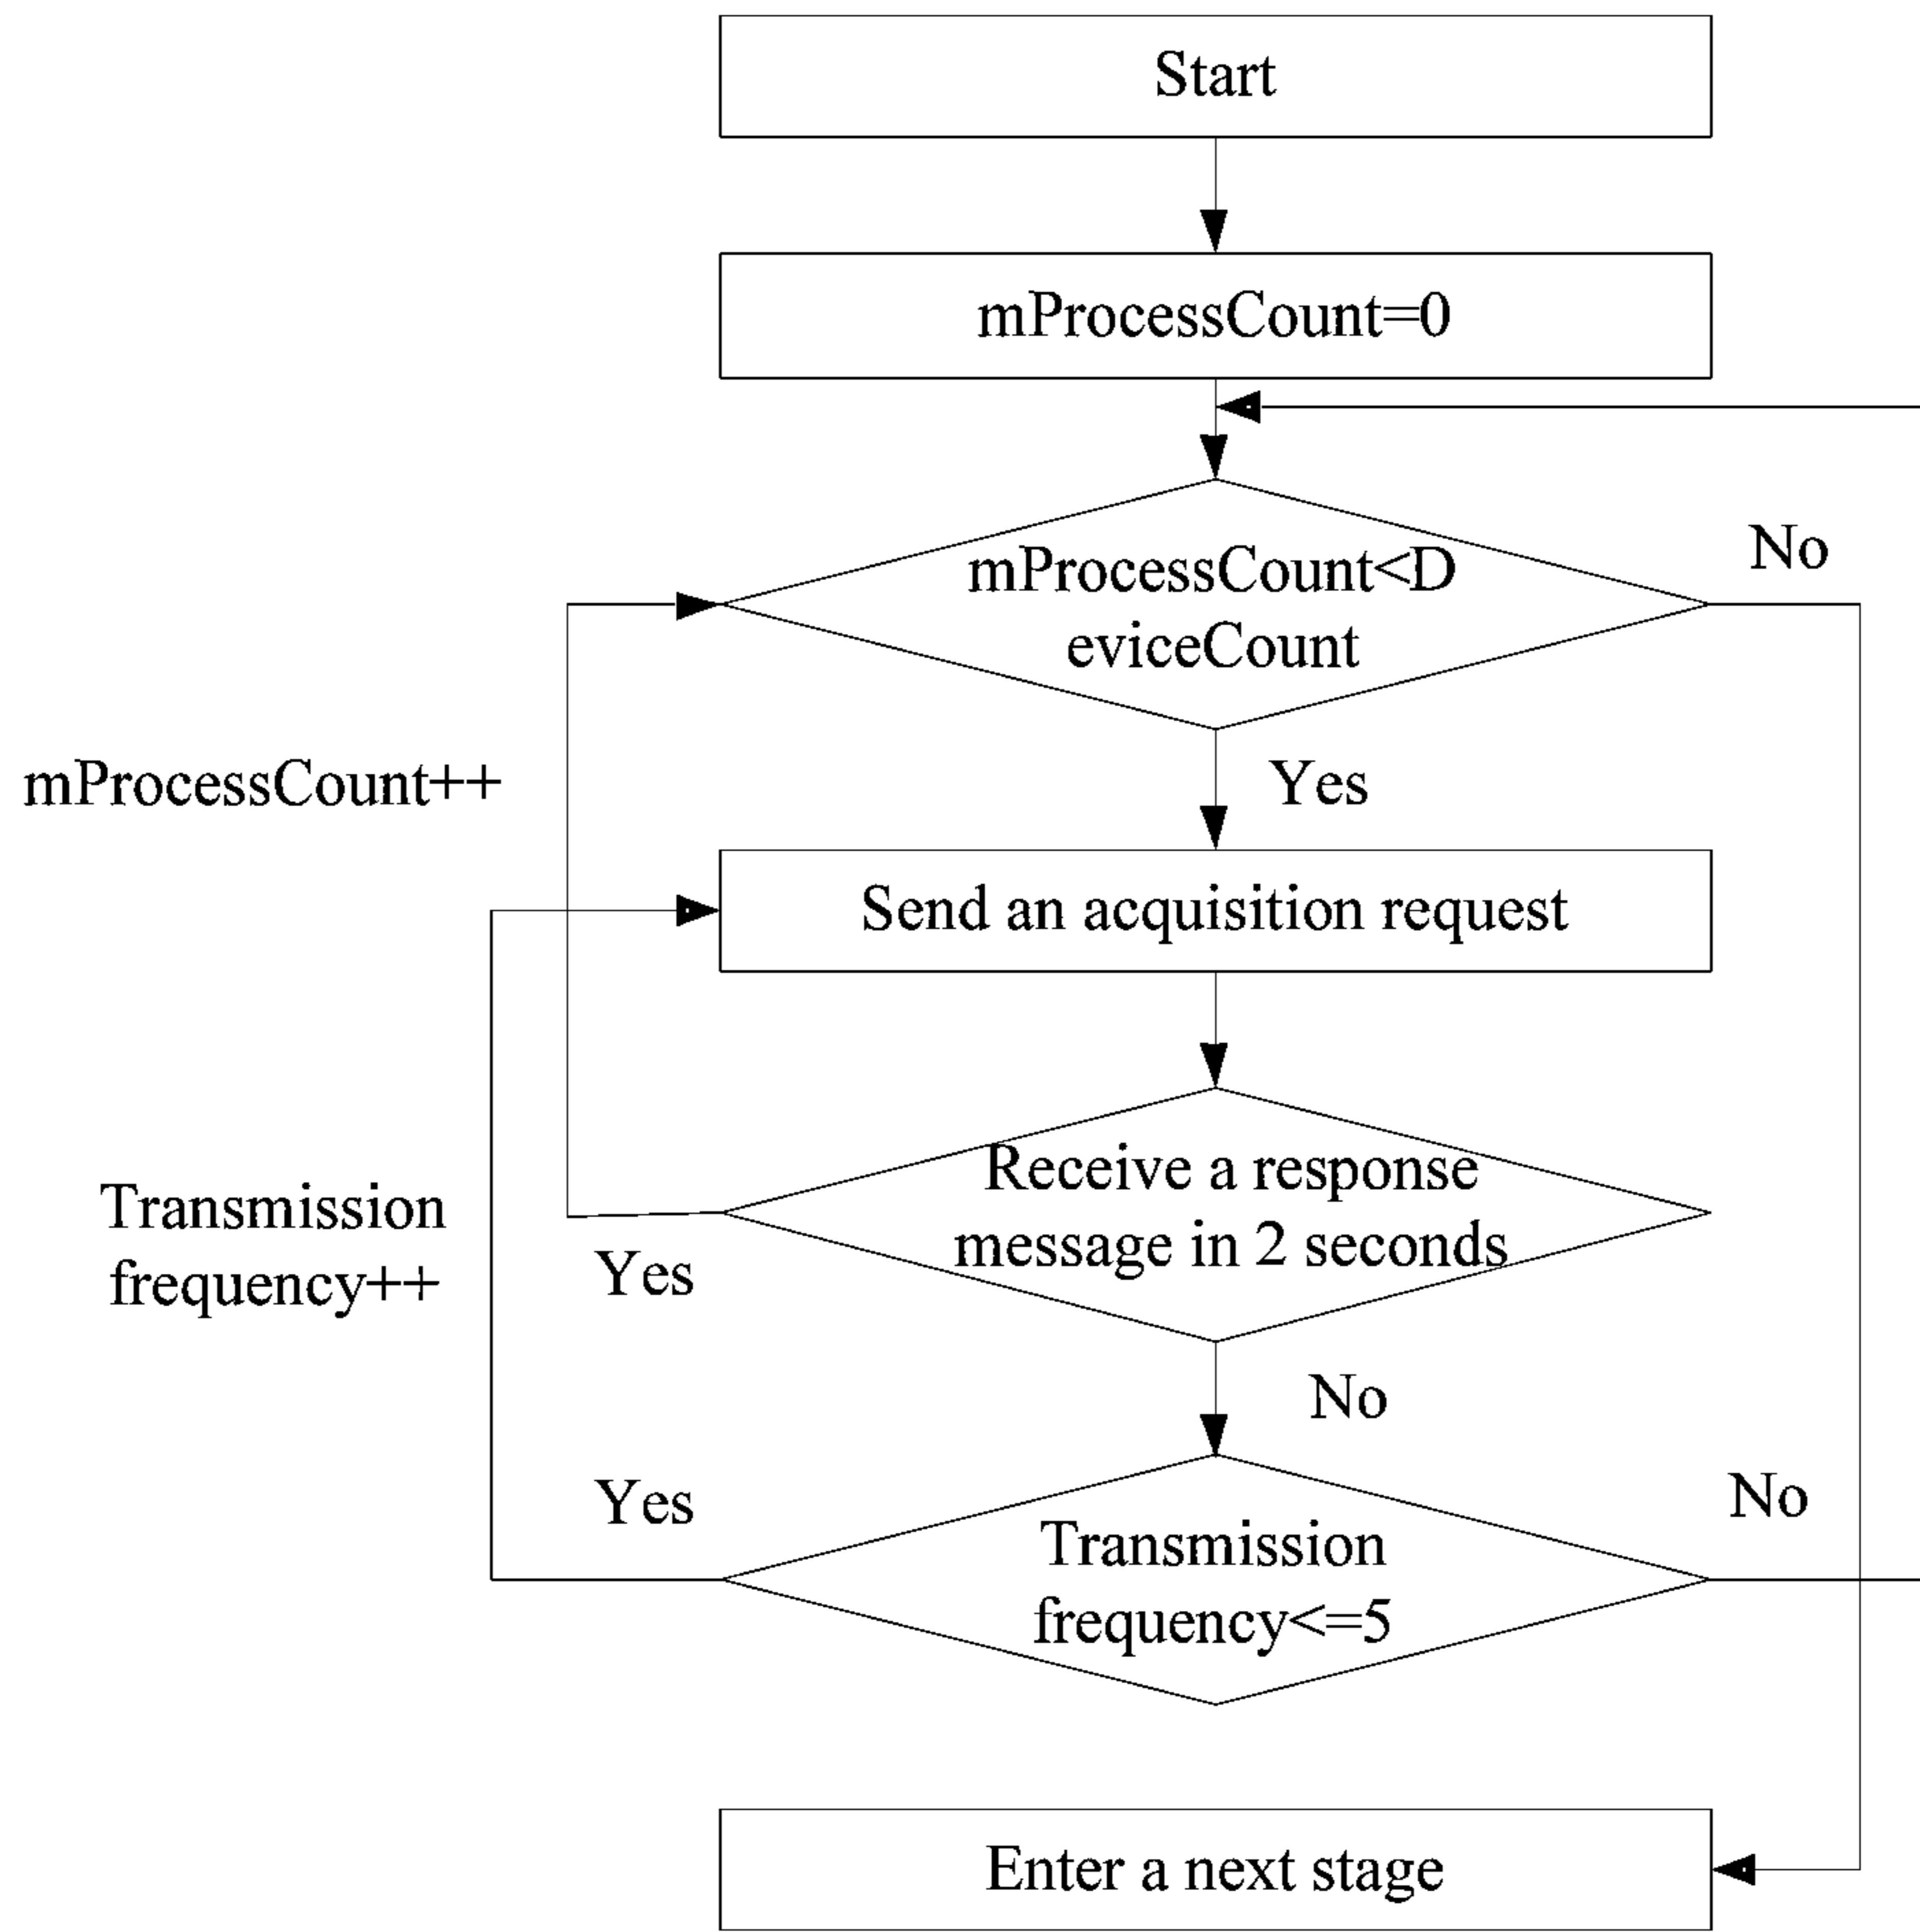 Start
mProcessCount=0
mProcessCount<D
eviceCount
No
mProcessCount++
Yes
Send an acquisition request
Receive a response
message in 2 seconds
Transmission
frequency++
Yes
No
Yes
No
Transmission
frequency<=5
Enter a next stage